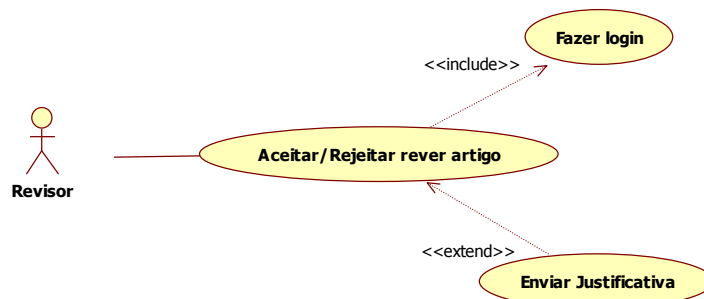 Fazer login
<<include>>
Aceitar/Rejeitar rever artigo
Revisor
<<extend>>
Enviar Justificativa